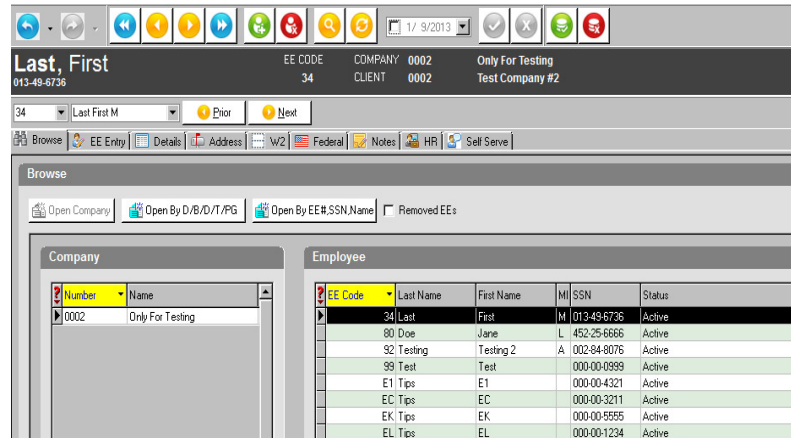 1/ 9/2013
Last, First
EE CODE COMPANY 0002 Only For Testing
34 CLIENT 0002 Test Company #2
013-49-6736
34 Last First M Prior Next
Browse EE Entry Details Address W2 Federal Notes HR Self Serve
Browse
Open Company Open By D/B/D/T/PG Open By EE#,SSN,Name Removed EEs
Company Employee
Number Name EE Code Last Name First Name MI SSN Status
0002 Only For Testing 34 Last First M 013-49-6736 Active
80 Doe Jane L 452-25-6666 Active
92 Testing Testing 2 A 002-84-8076 Active
99 Test Test 000-00-0999 Active
E1 Tips E1 000-00-4321 Active
EC Tips EC 000-00-3211 Active
EK Tips EK 000-00-5555 Active
EL Tips EL 000-00-1234 Active